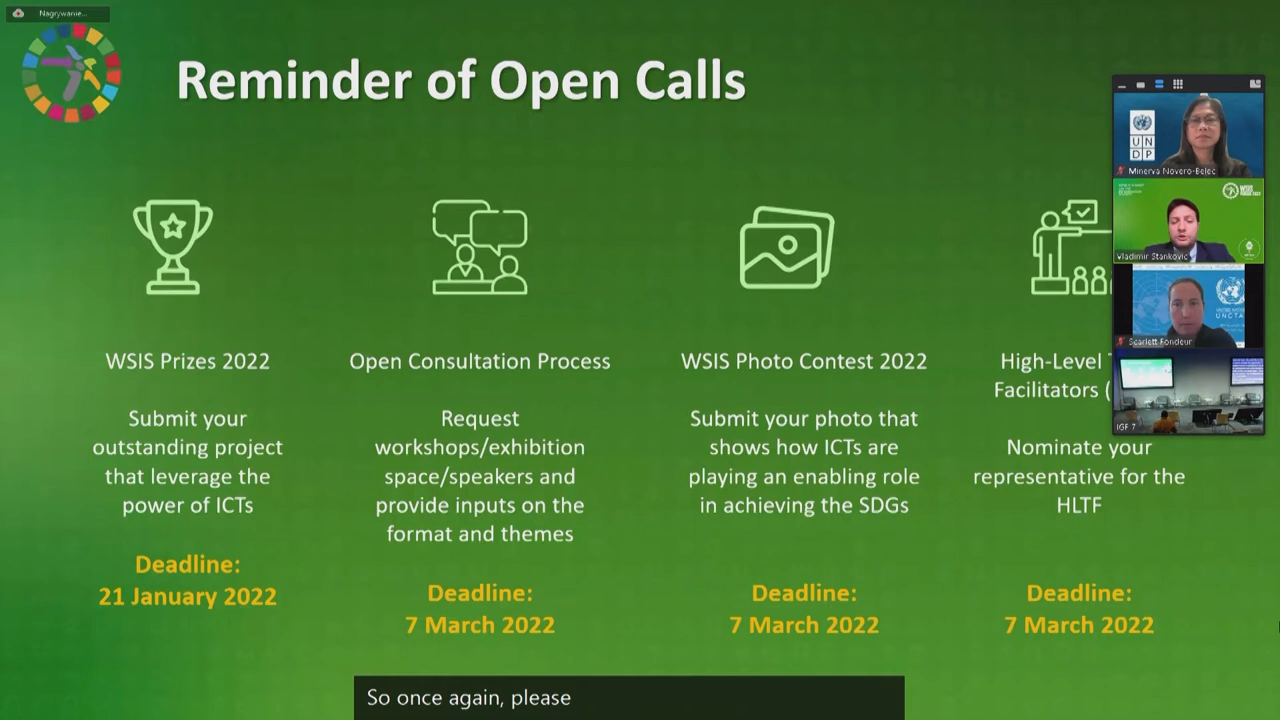 Nagrywanie...
Reminder of Open Calls
WSIS Prizes 2022
Submit your
outstanding project
that leverage the
power of ICTs
Deadline:
21 January 2022
Open Consultation Process
Request
workshops/exhibition
space/speakers and
provide inputs on the
format and themes
Deadline:
7 March 2022
WSIS Photo Contest 2022
Submit your photo that
shows how ICTs are
playing an enabling role
in achieving the SDGs
Deadline:
7 March 2022
High-Level
Facilitators (
Nominate your
representative for the
HLTF
Deadline:
7 March 2022
U N
D P
Minerva Novero-Belec
Vladimir Stankovic
UNCTA
Scarlett Fondeur
IGF 7
So once again, please